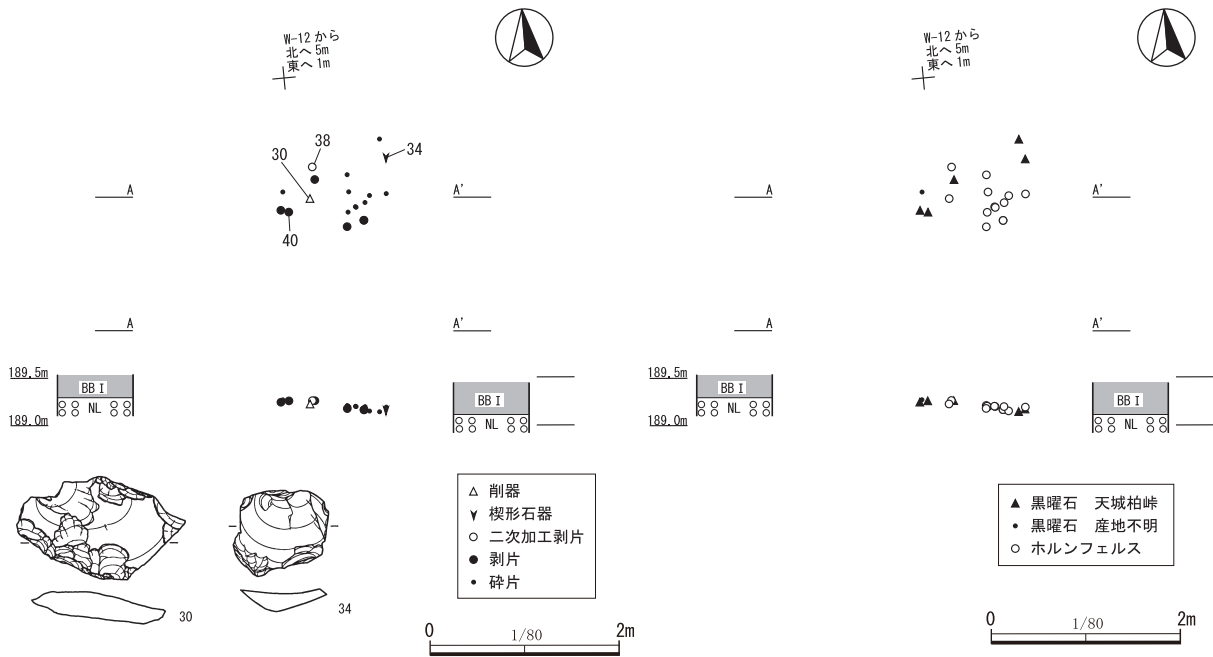 W-12 から
北へ 5m
東へ 1m
38
30
34
A
A'
40
A
A'
189.5m
BB I
NL
189.0m
BB I
NL
30
34
△ 削器
楔形石器
○ 二次加工剥片
● 剥片
• 砕片
0
1/80
2m
W-12 から
北へ 5m
東へ 1m
A
A'
A
A'
189.5m
BB I
NL
189.0m
BB I
NL
▲ 黒曜石 天城柏峠
• 黒曜石 産地不明
○ ホルンフェルス
0
1/80
2m